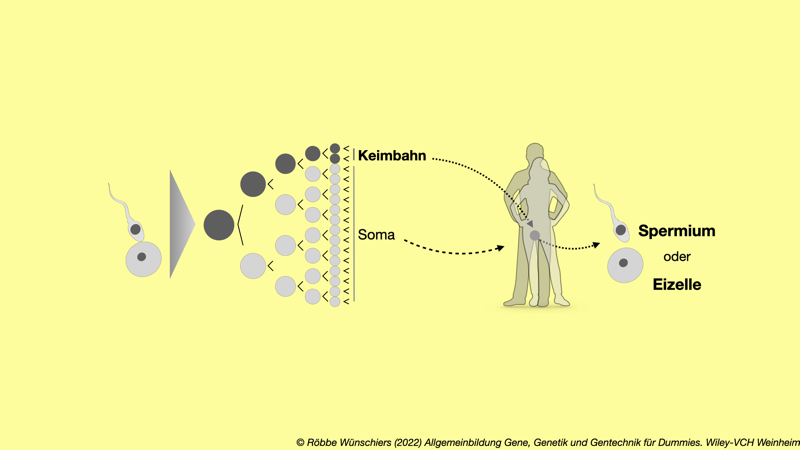 Keimbahn
Soma
Spermium
oder
Eizelle
© Röbbe Wünschiers (2022) Allgemeinbildung Gene, Genetik und Gentechnik für Dummies. Wiley-VCH Weinheim